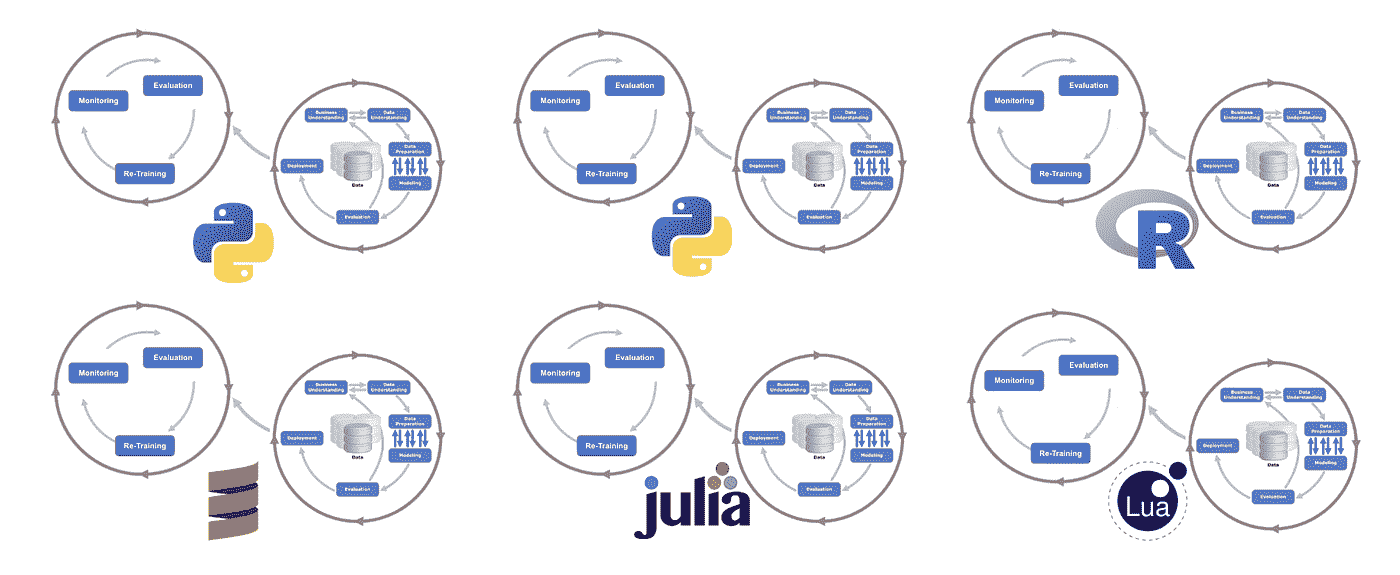 Evaluation
Monitoring
Re-Training
Business
Understanding
Data
Understanding
Data
Preparation
Modeling
Evaluation
Deployment
Data
Evaluation
Monitoring
Re-Training
Business
Understanding
Data
Understanding
Data
Preparation
Modeling
Evaluation
Deployment
Data
Evaluation
Monitoring
Re-Training
Business
Understanding
Data
Understanding
Data
Preparation
Modeling
Evaluation
Deployment
Data
R
Evaluation
Monitoring
Re-Training
Business
Understanding
Data
Understanding
Data
Preparation
Modeling
Evaluation
Deployment
Data
Evaluation
Monitoring
Re-Training
Business
Understanding
Data
Understanding
Data
Preparation
Modeling
Evaluation
Deployment
Data
julia
Evaluation
Monitoring
Re-Training
Business
Understanding
Data
Understanding
Data
Preparation
Modeling
Evaluation
Deployment
Data
Lua